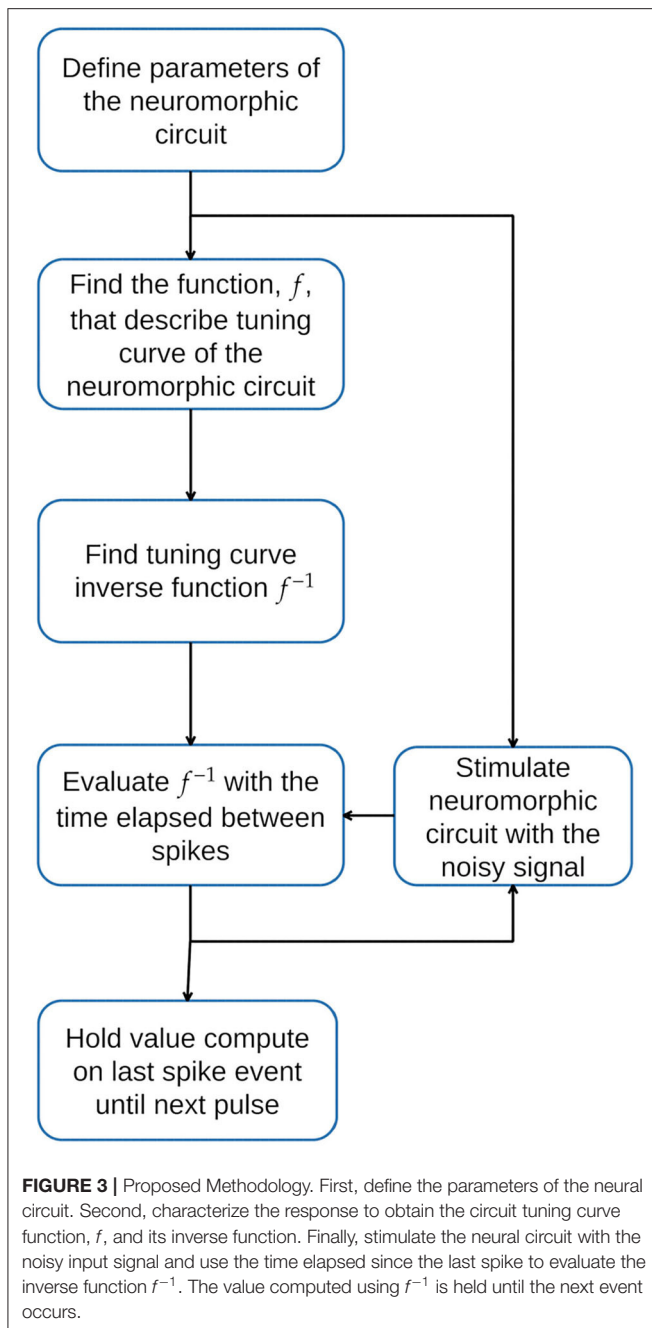 Define parameters of
the neuromorphic
circuit
Find the function, f,
that describe tuning
curve of the
neuromorphic circuit
Find tuning curve
inverse function f⁻¹
Evaluate f⁻¹ with the
time elapsed between
spikes
Stimulate
neuromorphic
circuit with the
noisy signal
Hold value compute
on last spike event
until next pulse
FIGURE 3 | Proposed Methodology. First, define the parameters of the neural
circuit. Second, characterize the response to obtain the circuit tuning curve
function, f, and its inverse function. Finally, stimulate the neural circuit with the
noisy input signal and use the time elapsed since the last spike to evaluate the
inverse function f⁻¹. The value computed using f⁻¹ is held until the next event
occurs.